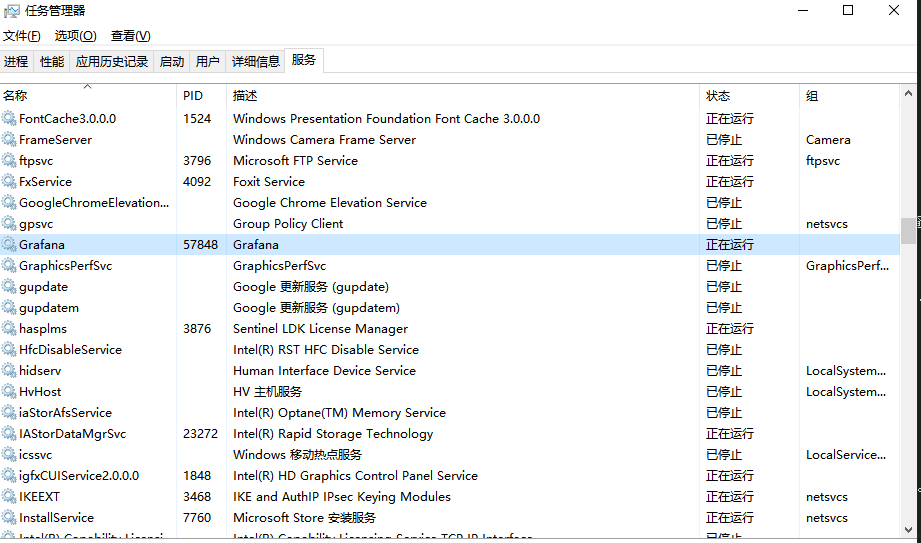 任务管理器
文件(F) 选项(O) 查看(V)
进程 性能 应用历史记录 启动 用户 详细信息 服务
名称 PID 描述 状态 组
FontCache3.0.0.0 1524 Windows Presentation Foundation Font Cache 3.0.0.0 正在运行
FrameServer Windows Camera Frame Server 已停止 Camera
ftpsvc 3796 Microsoft FTP Service 正在运行 ftpsvc
FxService 4092 Foxit Service 正在运行
GoogleChromeElevation... Google Chrome Elevation Service 已停止
gpsvc Group Policy Client 已停止 netsvcs
Grafana 57848 Grafana 正在运行
GraphicsPerfSvc GraphicsPerfSvc 已停止 GraphicsPerf...
gupdate Google 更新服务 (gupdate) 已停止
gupdatem Google 更新服务 (gupdatem) 已停止
hasplms 3876 Sentinel LDK License Manager 正在运行
HfcDisableService Intel(R) RST HFC Disable Service 已停止
hidserv Human Interface Device Service 已停止 LocalSystem...
HvHost HV 主机服务 已停止 LocalSystem...
iaStorAfsService Intel(R) Optane(TM) Memory Service 已停止
IAStorDataMgrSvc 23272 Intel(R) Rapid Storage Technology 正在运行
icssvc Windows 移动热点服务 已停止 LocalService...
igfxCUIService2.0.0.0 1848 Intel(R) HD Graphics Control Panel Service 正在运行
IKEEXT 3468 IKE and AuthIP IPsec Keying Modules 正在运行 netsvcs
InstallService 7760 Microsoft Store 安装服务 正在运行 netsvcs
Intel(R) Capability Licensing Service TCP IP Interface 已停止